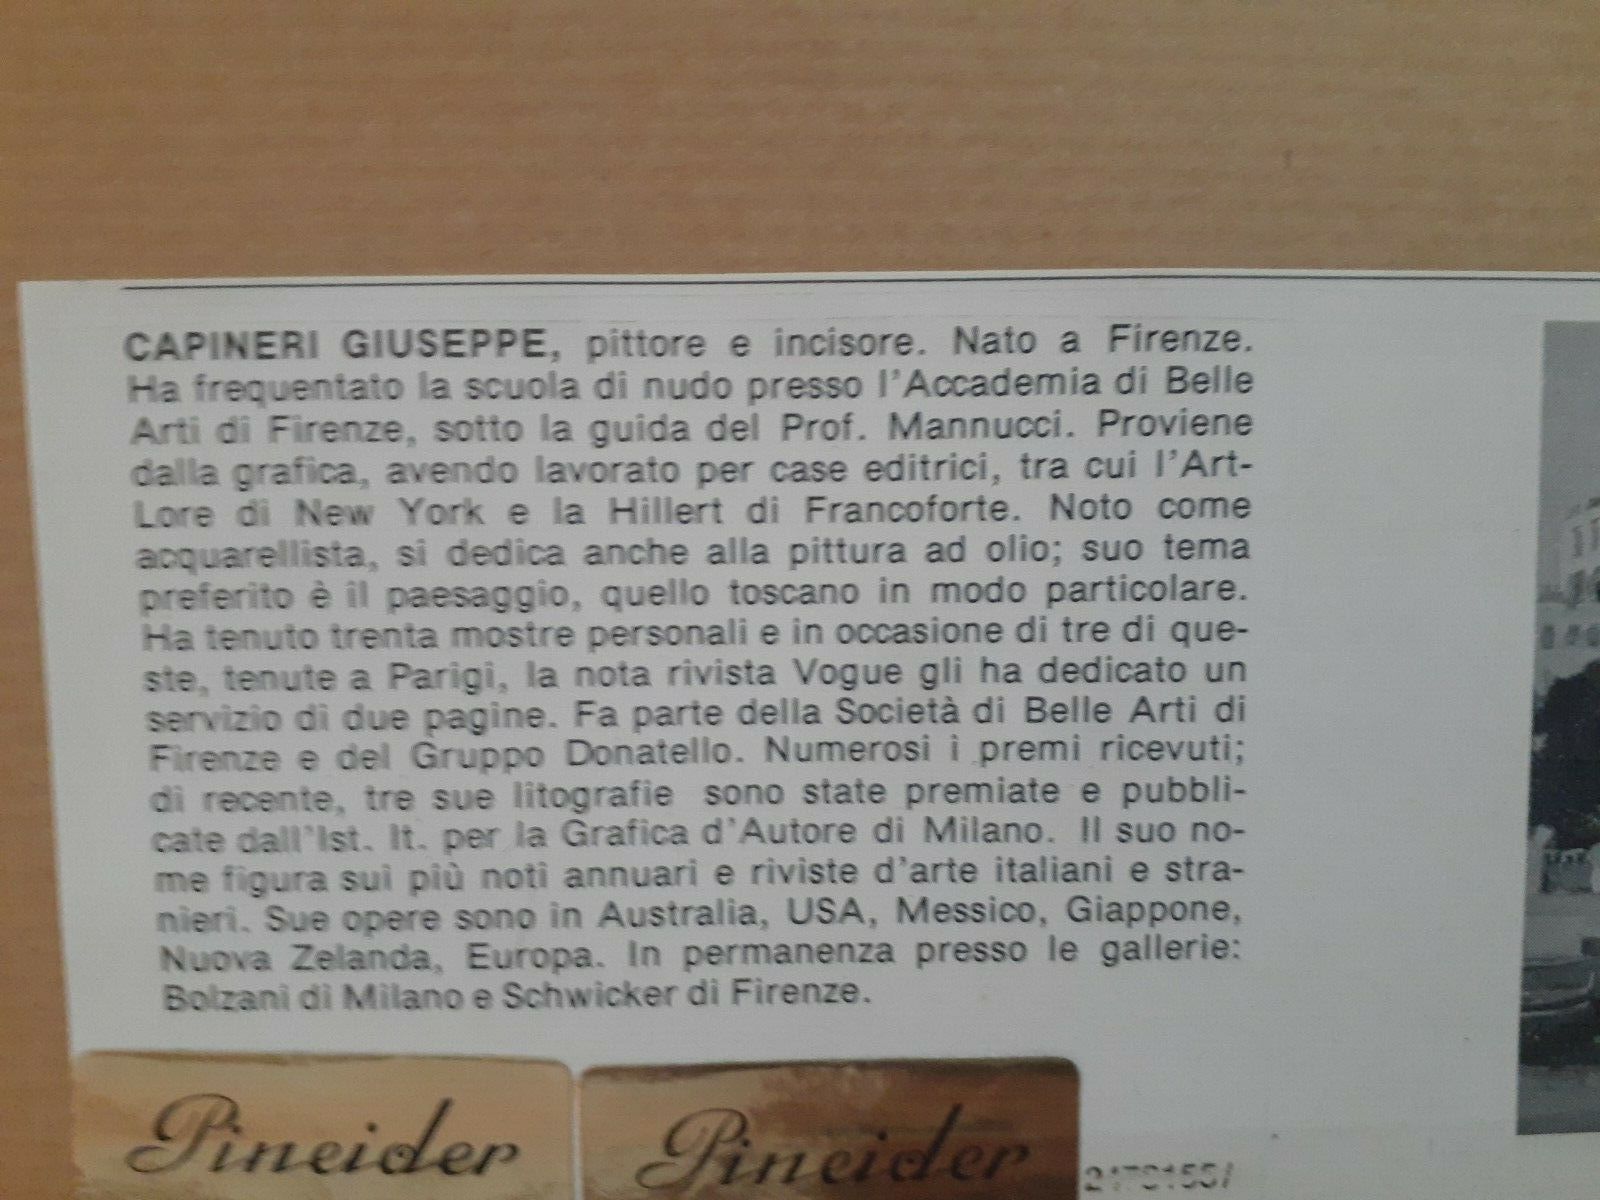 CAPINERI GIUSEPPE, pittore e incisore. Nato a Firenze.
Ha frequentato la scuola di nudo presso l'Accademia di Belle
Arti di Firenze, sotto la guida del Prof. Mannucci. Proviene
dalla grafica, avendo lavorato per case editrici, tra cui l'Art-
Lore di New York e la Hillert di Francoforte. Noto come
acquarellista, si dedica anche alla pittura ad olio; suo tema
preferito è il paesaggio, quello toscano in modo particolare.
Ha tenuto trenta mostre personali e in occasione di tre di que-
ste, tenute a Parigi, la nota rivista Vogue gli ha dedicato un
servizio di due pagine. Fa parte della Società di Belle Arti di
Firenze e del Gruppo Donatello. Numerosi i premi ricevuti;
di recente, tre sue litografie sono state premiate e pubbli-
cate dall'Ist. It. per la Grafica d'Autore di Milano. Il suo no-
me figura sui più noti annuari e riviste d'arte italiani e stra-
nieri. Sue opere sono in Australia, USA, Messico, Giappone,
Nuova Zelanda, Europa. In permanenza presso le gallerie:
Bolzani di Milano e Schwicker di Firenze.
Pineider Pineider